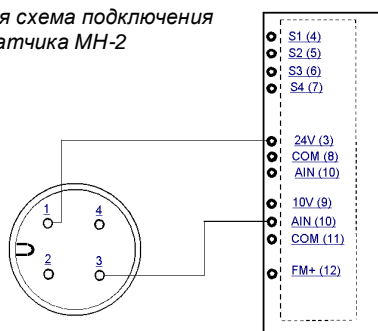 я схема подключения
атчика МН-2
S1 (4)
S2 (5)
S3 (6)
S4 (7)
24V (3)
COM (8)
AIN (10)
10V (9)
AIN (10)
COM (11)
FM+ (12)
1
4
2
3